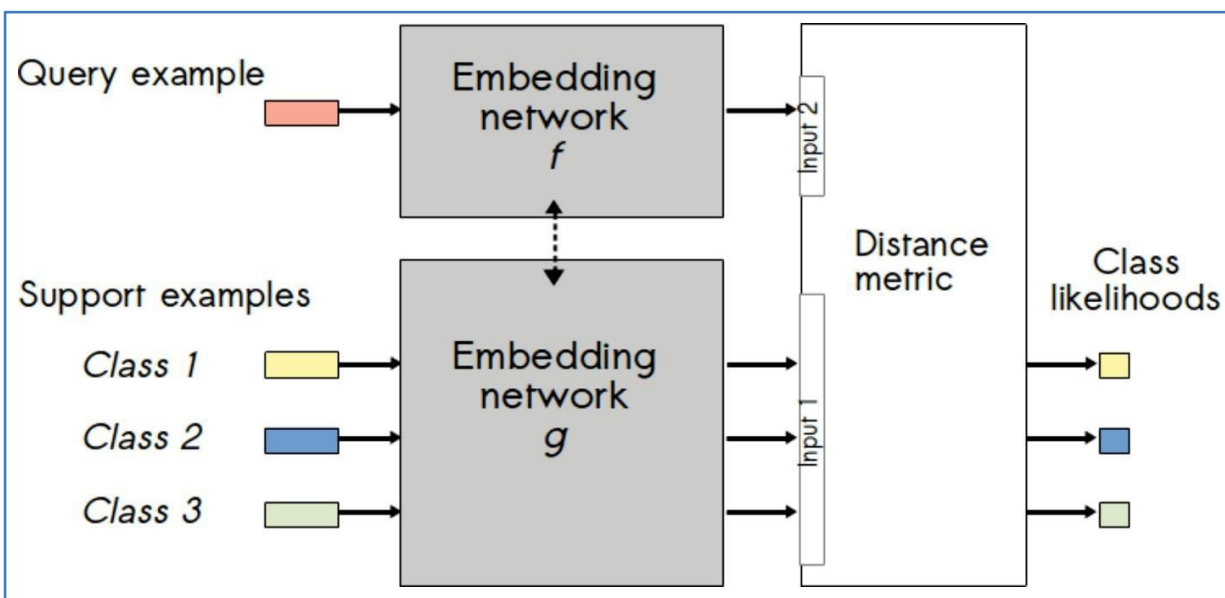 Query example
Embedding
network
f
Input 2
Support examples
Class 1
Class 2
Class 3
Embedding
network
g
Input 1
Distance
metric
Class
likelihoods